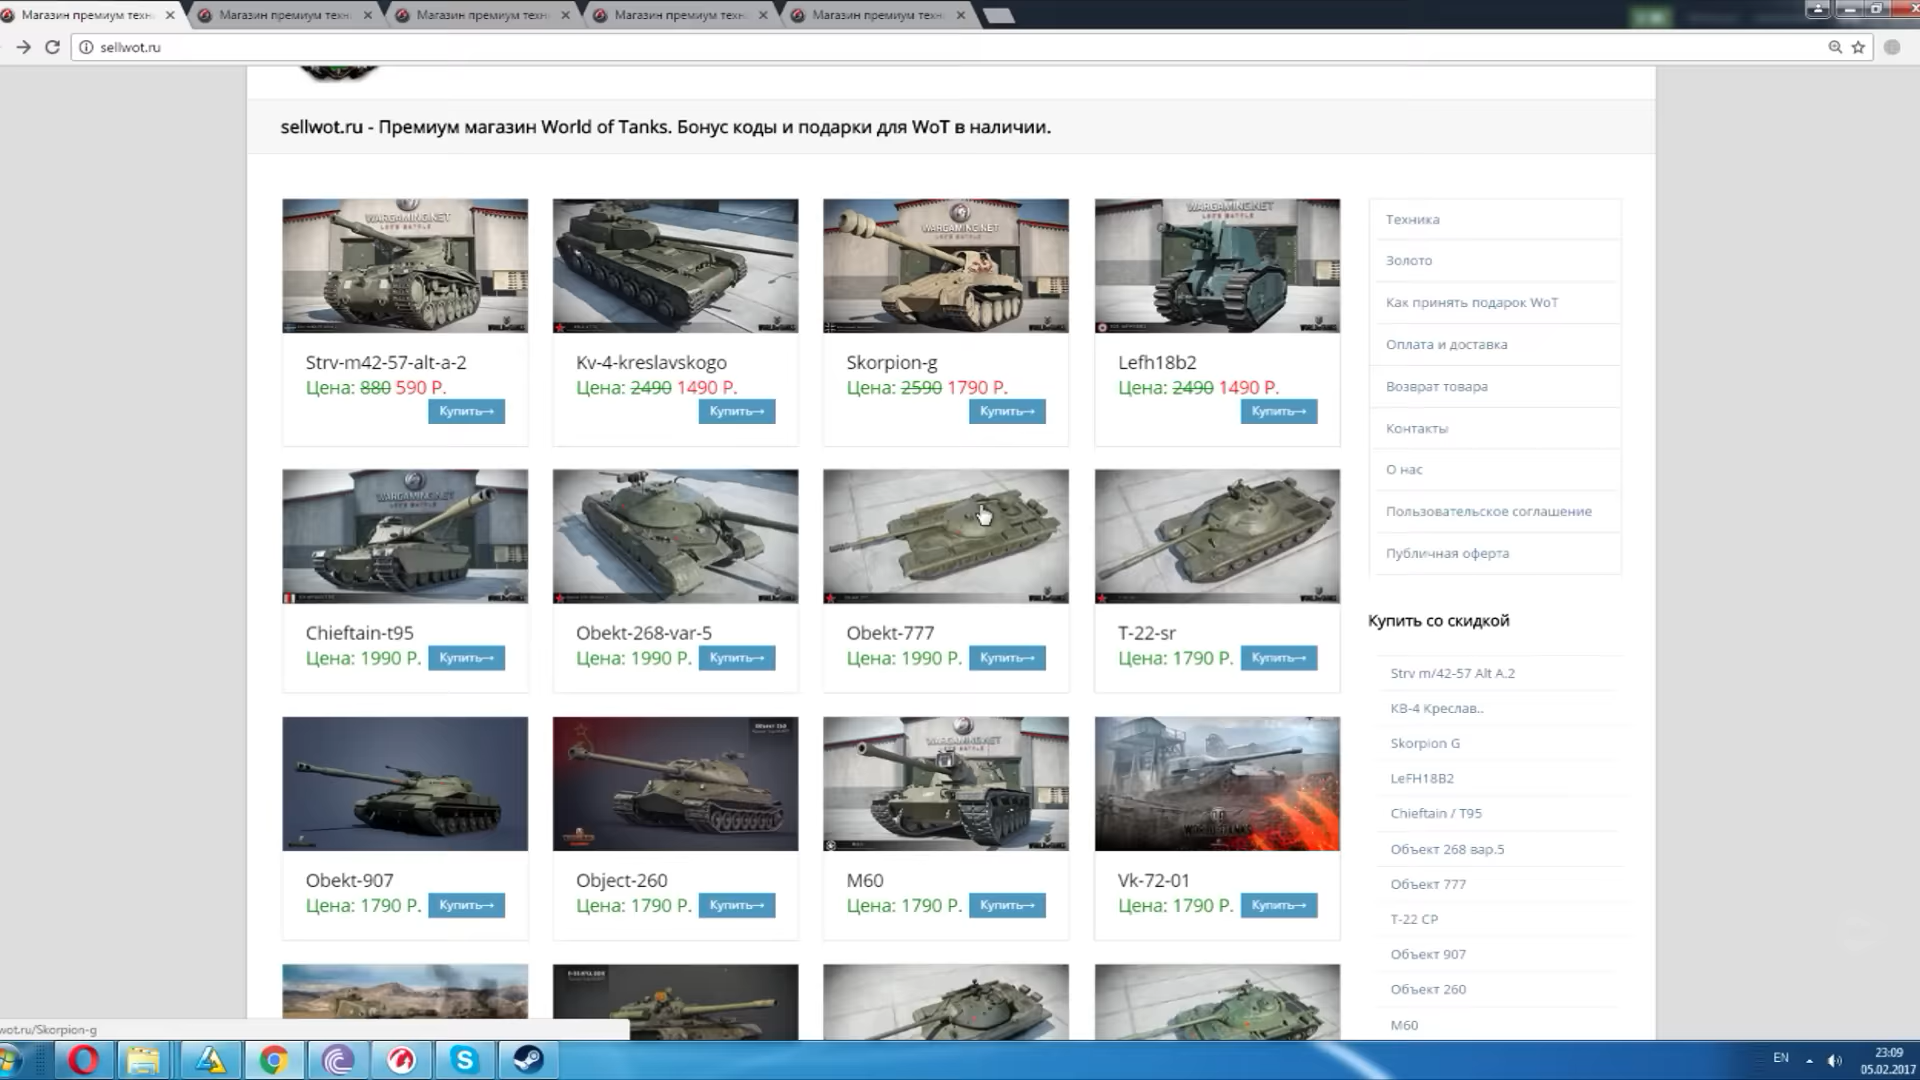 Магазин премиум техн
Магазин премиум техн
Магазин премиум техн
Магазин премиум техн
Магазин премиум техн
sellwot.ru
sellwot.ru - Премиум магазин World of Tanks. Бонус коды и подарки для WoT в наличии.
Strv-m42-57-alt-a-2
Цена: 880 590 Р.
Купить→
Kv-4-kreslavskogo
Цена: 2490 1490 Р.
Купить→
Skorpion-g
Цена: 2590 1790 Р.
Купить→
Lefh18b2
Цена: 2490 1490 Р.
Купить→
Chieftain-t95
Цена: 1990 Р. Купить→
Obekt-268-var-5
Цена: 1990 Р. Купить→
Obekt-777
Цена: 1990 Р. Купить→
T-22-sr
Цена: 1790 Р. Купить→
Obekt-907
Цена: 1790 Р. Купить→
Object-260
Цена: 1790 Р. Купить→
M60
Цена: 1790 Р. Купить→
Vk-72-01
Цена: 1790 Р. Купить→
Техника
Золото
Как принять подарок WoT
Оплата и доставка
Возврат товара
Контакты
О нас
Пользовательское соглашение
Публичная оферта
Купить со скидкой
Strv m/42-57 Alt A.2
КВ-4 Креслав..
Skorpion G
LeFH18B2
Chieftain / T95
Объект 268 вар.5
Объект 777
Т-22 СР
Объект 907
Объект 260
M60
wot.ru/Skorpion-g
EN
23:09
05.02.2017